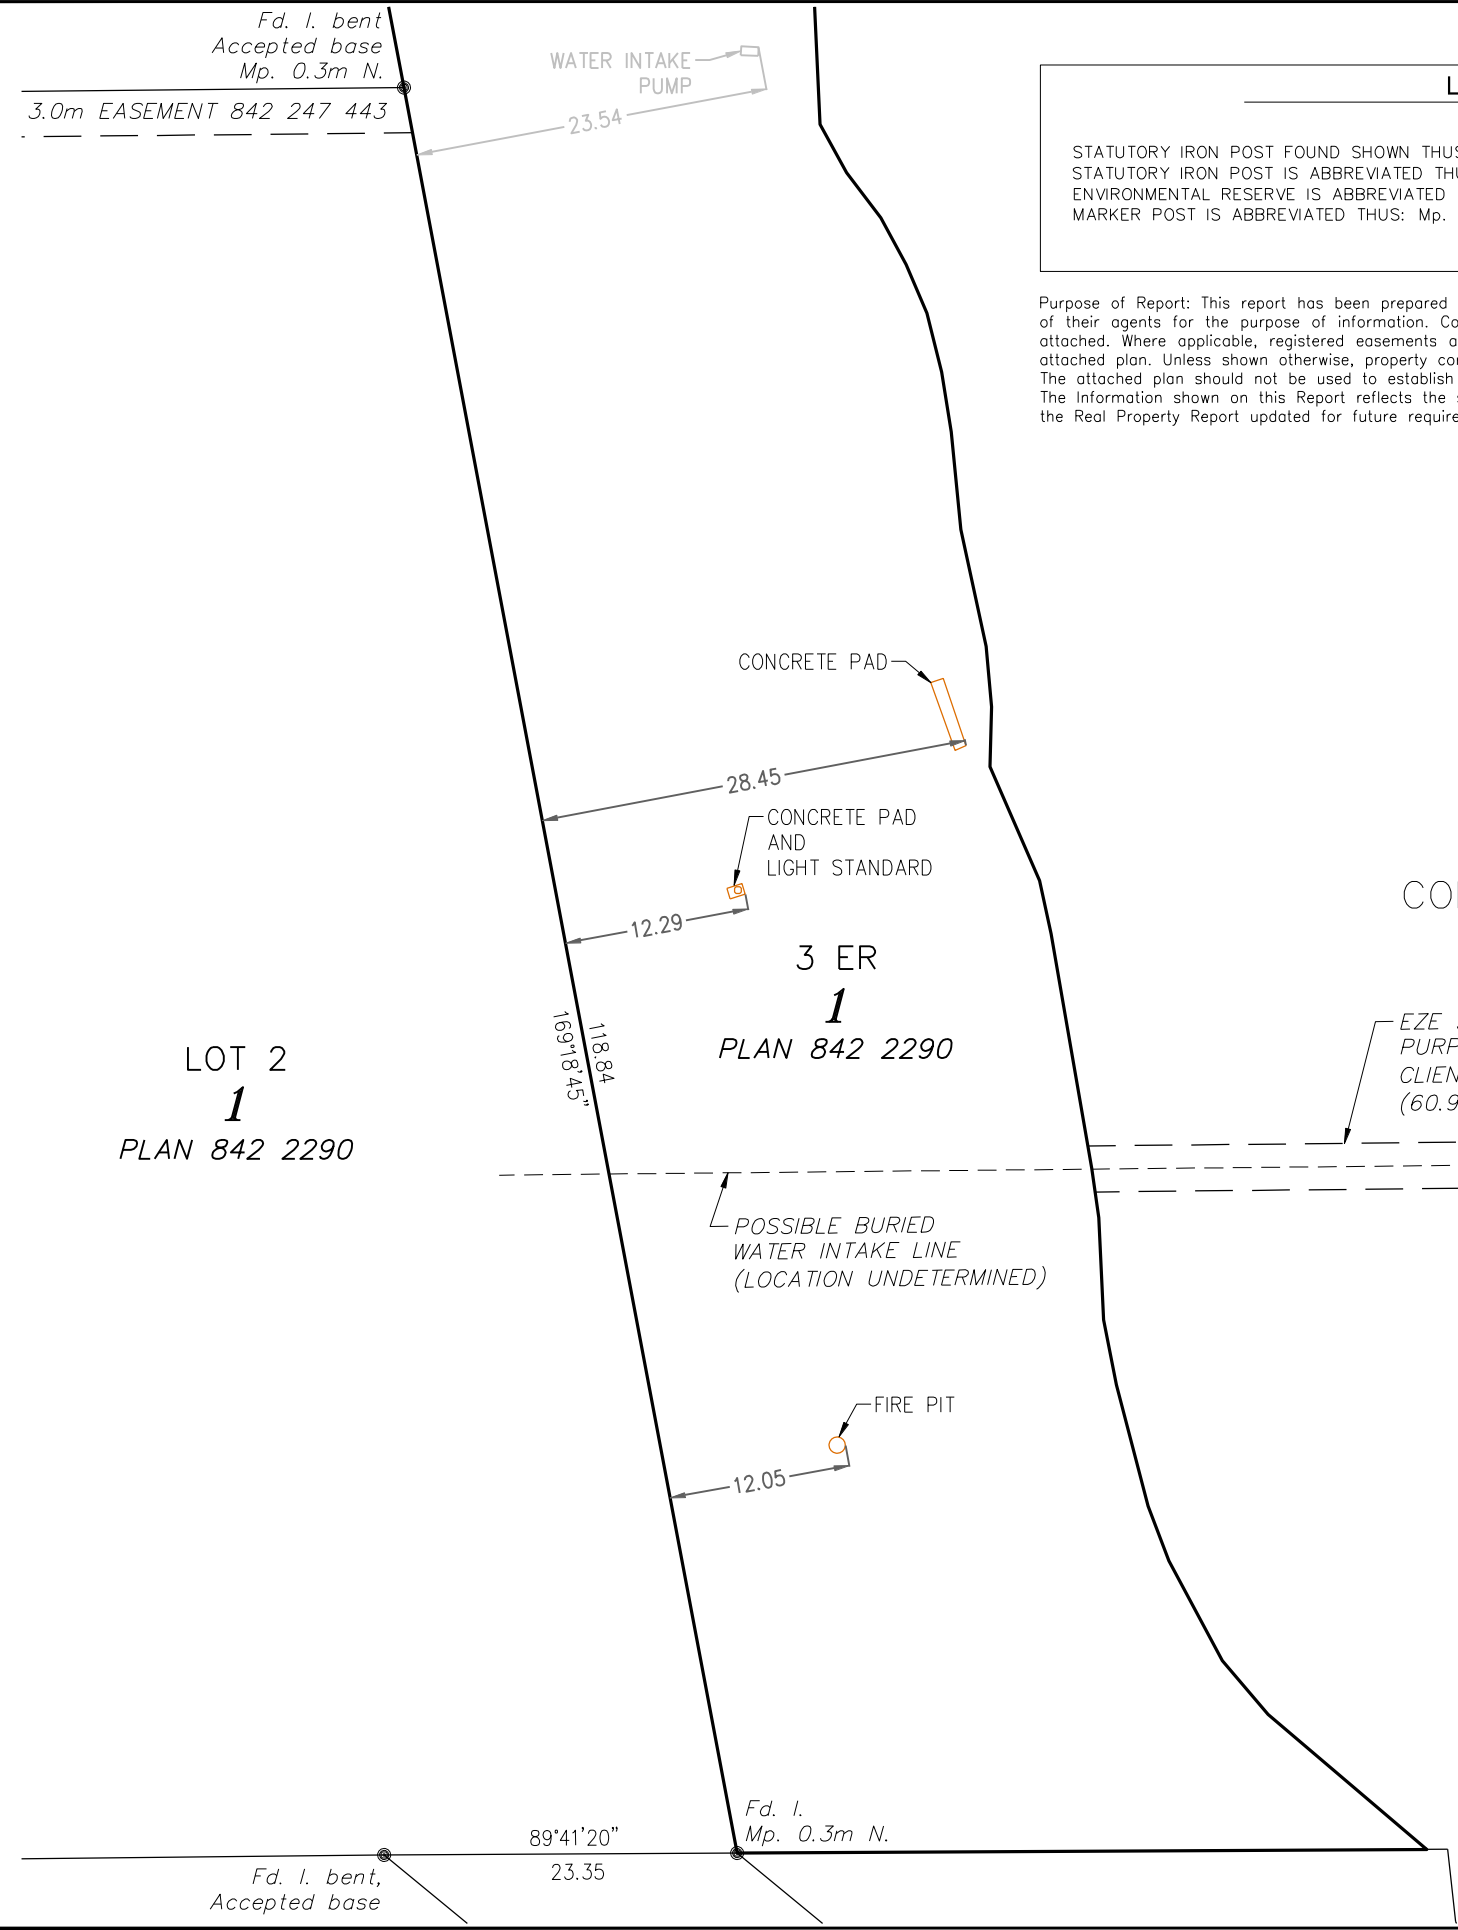 Fd. I. bent
Accepted base
Mp. 0.3m N.
3.0m EASEMENT 842 247 443
WATER INTAKE
PUMP
23.54
STATUTORY IRON POST FOUND SHOWN
STATUTORY IRON POST IS ABBREVIATED
ENVIRONMENTAL RESERVE IS ABBREVIATED
MARKER POST IS ABBREVIATED THUS: Mp.
Purpose of Report: This report has been prepared
of their agents for the purpose of information.
attached. Where applicable, registered easements
attached plan. Unless shown otherwise, property
The attached plan should not be used to establish
The Information shown on this Report reflects the
the Real Property Report updated for future
CONCRETE PAD
28.45
CONCRETE PAD
AND
LIGHT STANDARD
12.29
3 ER
1
PLAN 842 2290
118.84
169°18'45"
LOT 2
1
PLAN 842 2290
EZE
(60.9
POSSIBLE BURIED
WATER INTAKE LINE
(LOCATION UNDETERMINED)
FIRE PIT
12.05
Fd. I.
Mp. 0.3m N.
89°41'20"
23.35
Fd. I. bent,
Accepted base